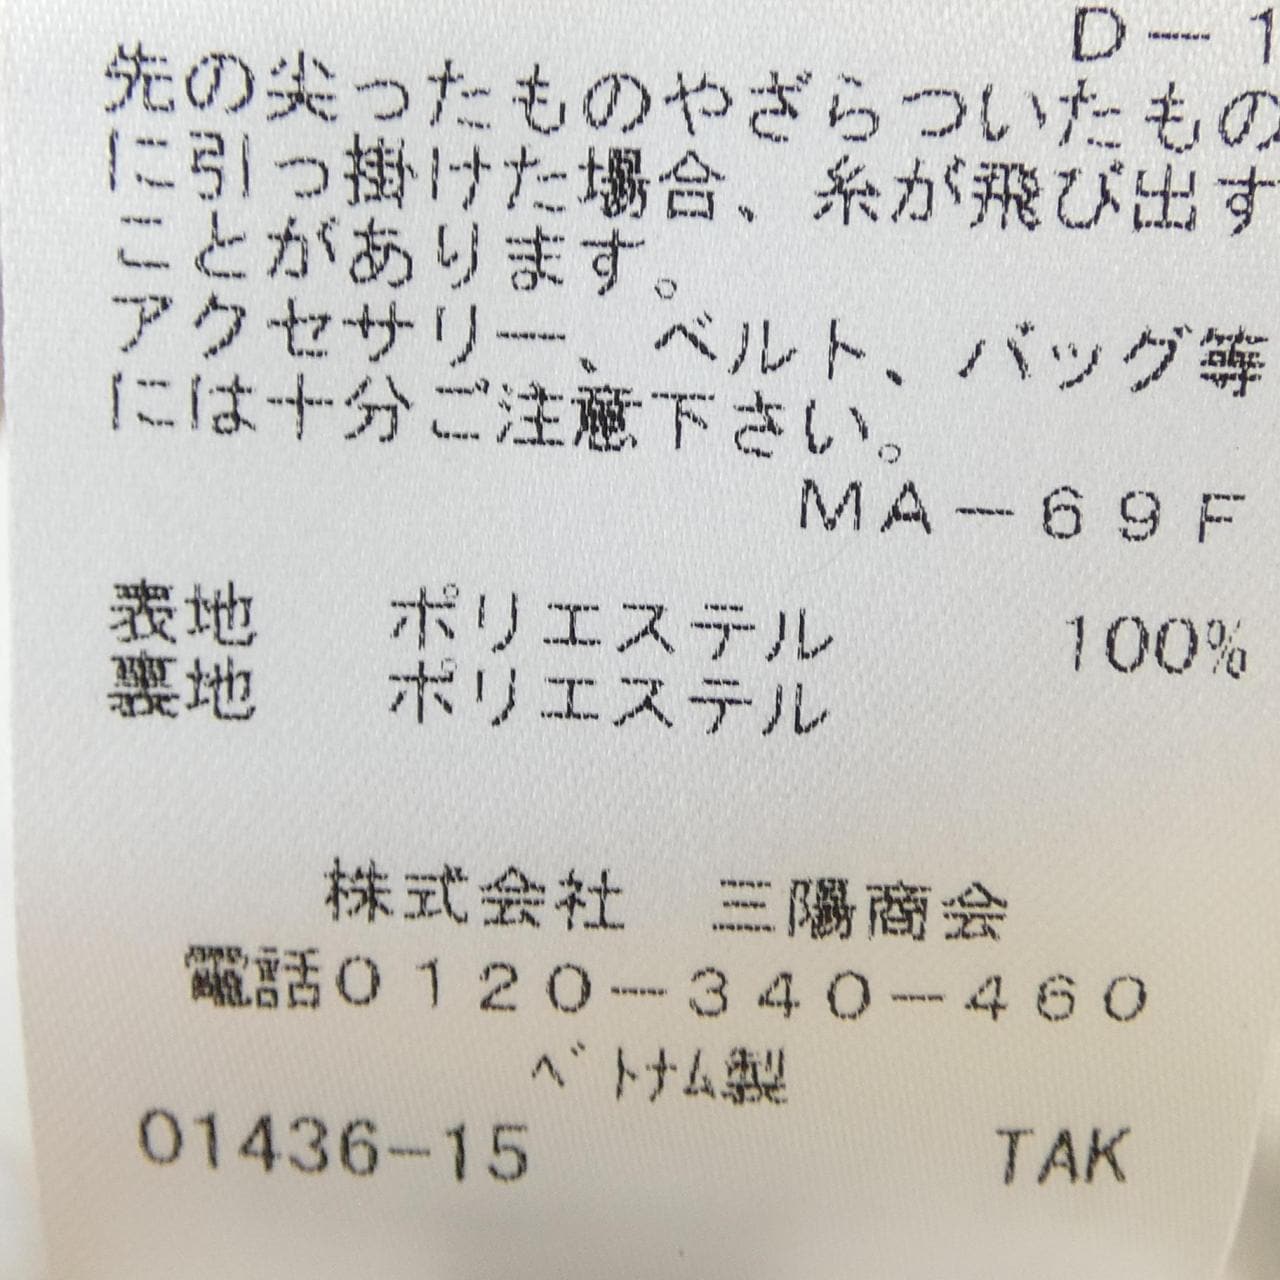 D－1
先の尖ったものやざらついたもの
に引っ掛けた場合、糸が飛び出す
ことがあります。
アクセサリー、ベルト、バッグ等
には十分ご注意下さい。
ＭＡ－６９Ｆ
表地　ポリエステル　100%
裏地　ポリエステル
株式会社　三陽商会
電話０１２０－３４０－４６０
ﾍﾞﾄﾅﾑ製
01436-15　TAK